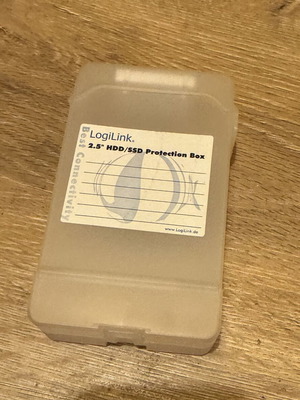 LogiLink®
2.5" HDD/SSD Protection Box
Best Connectivity
www.LogiLink.de